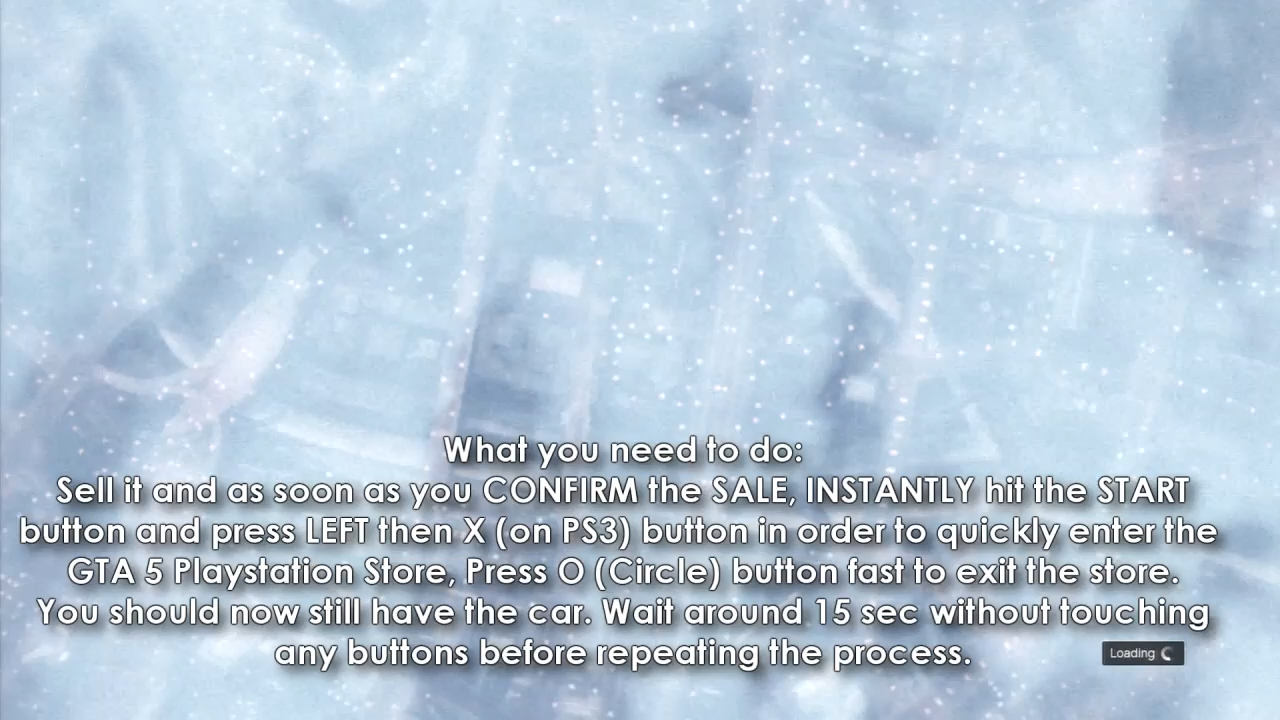 What you need to do:
Sell it and as soon as you CONFIRM the SALE, INSTANTLY hit the START
button and press LEFT then X (on PS3) button in order to quickly enter the
GTA 5 Playstation Store, Press O (Circle) button fast to exit the store.
You should now still have the car. Wait around 15 sec without touching
any buttons before repeating the process.
Loading